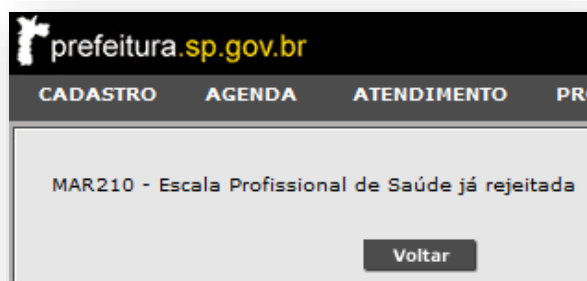 prefeitura.sp.gov.br
CADASTRO AGENDA ATENDIMENTO
MAR210 - Escala Profissional de Saúde já rejeitada
Voltar